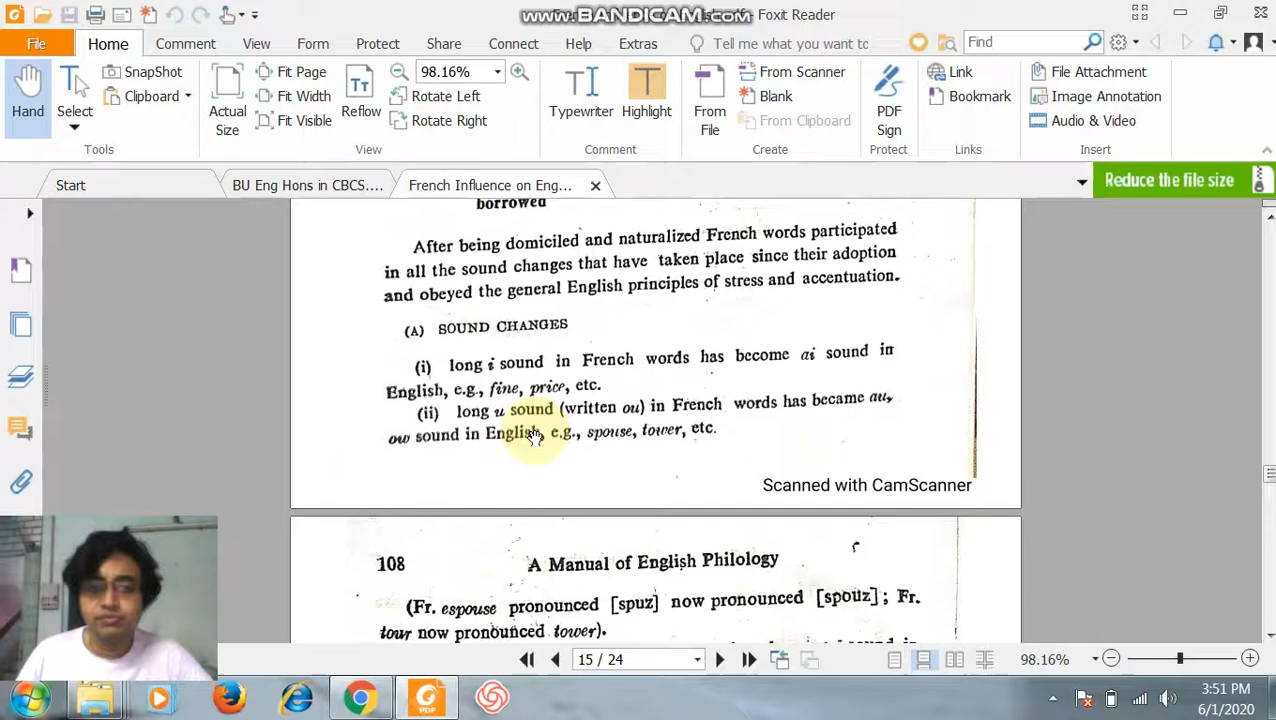 www.BANDICAM.com
Foxit Reader
File
Home
Comment
View
Form
Protect
Share
Connect
Help
Extras
Tell me what you want to
Find
Hand
Select
SnapShot
Clipboard
Actual
Size
Fit Page
Fit Width
Fit Visible
Reflow
98.16%
Rotate Left
Rotate Right
Typewriter
Highlight
From
File
From Scanner
Blank
From Clipboard
PDF
Sign
Link
Bookmark
File Attachment
Image Annotation
Audio & Video
Tools
View
Comment
Create
Protect
Links
Insert
Start
BU Eng Hons in CBCS....
French Influence on Eng...
Reduce the file size
borrowed
After being domiciled and naturalized French words participated
in all the sound changes that have taken place since their adoption
and obeyed the general English principles of stress and accentuation.
(A) SOUND CHANGES
(i) long i sound in French words has become ai sound in
English, e.g., fine, price, etc.
(ii) long u sound (written ou) in French words has became au,
ow sound in English, e.g., spouse, tower, etc.
Scanned with CamScanner
108 A Manual of English Philology
(Fr. espouse pronounced [spuz] now pronounced [spouz]; Fr.
tour now pronounced tower).
sound in
15 / 24
98.16%
3:51 PM
6/1/2020